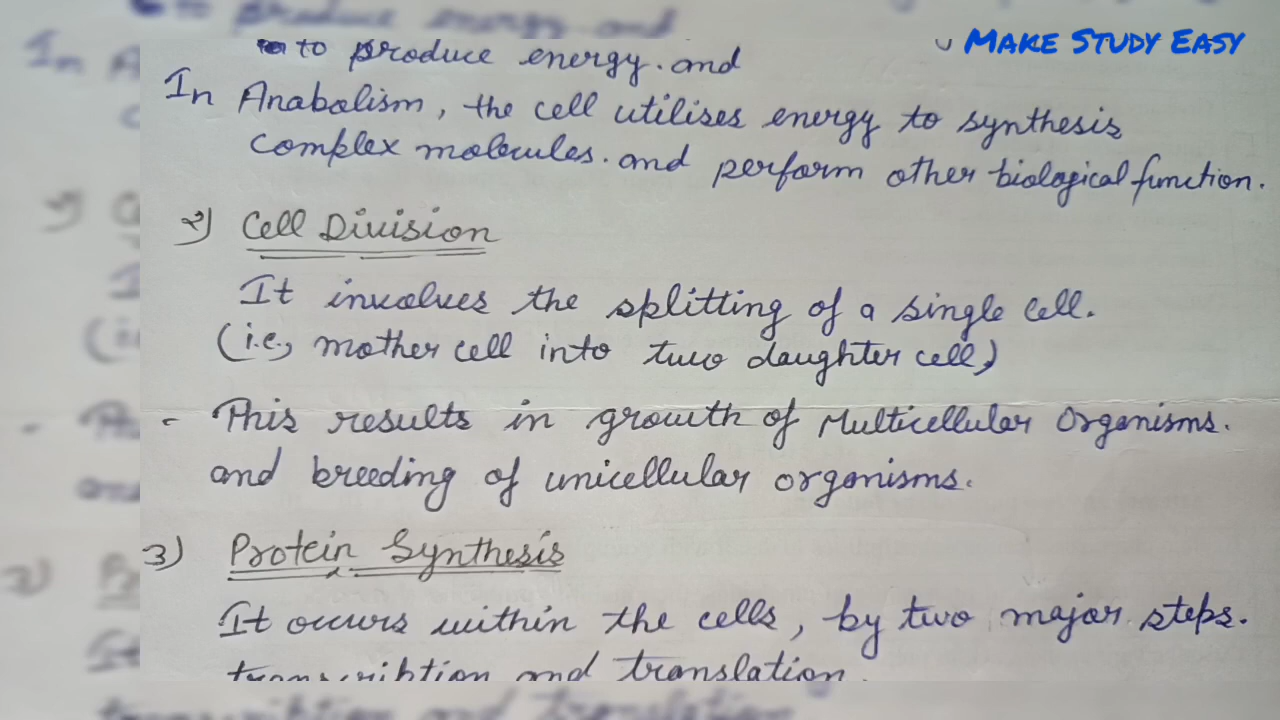 MAKE STUDY EASY
to produce energy. and
In Anabolism, the cell utilises energy to synthesis
complex molecules. and perform other biological function.
2) Cell Division
It involves the splitting of a single cell.
(i.e., mother cell into two daughter cell)
- This results in growth of Multicellular Organisms.
and breeding of unicellular organisms.
3) Protein Synthesis
It occurs within the cells, by two major steps.
transcribtion and translation.